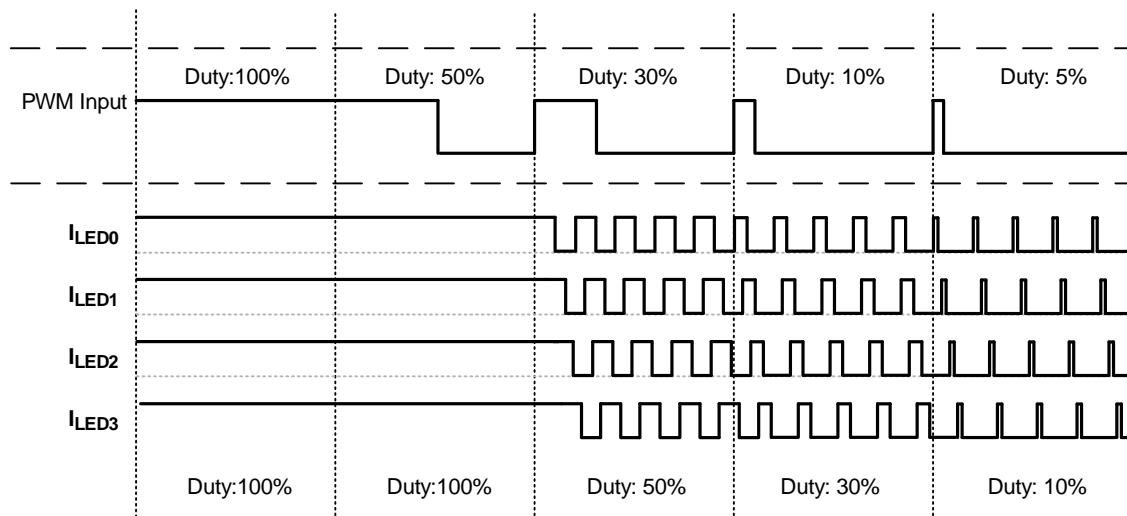 Duty:100% Duty: 50% Duty: 30% Duty: 10% Duty: 5%
PWM Input
ILED0
ILED1
ILED2
ILED3
Duty:100% Duty:100% Duty: 50% Duty: 30% Duty: 10%